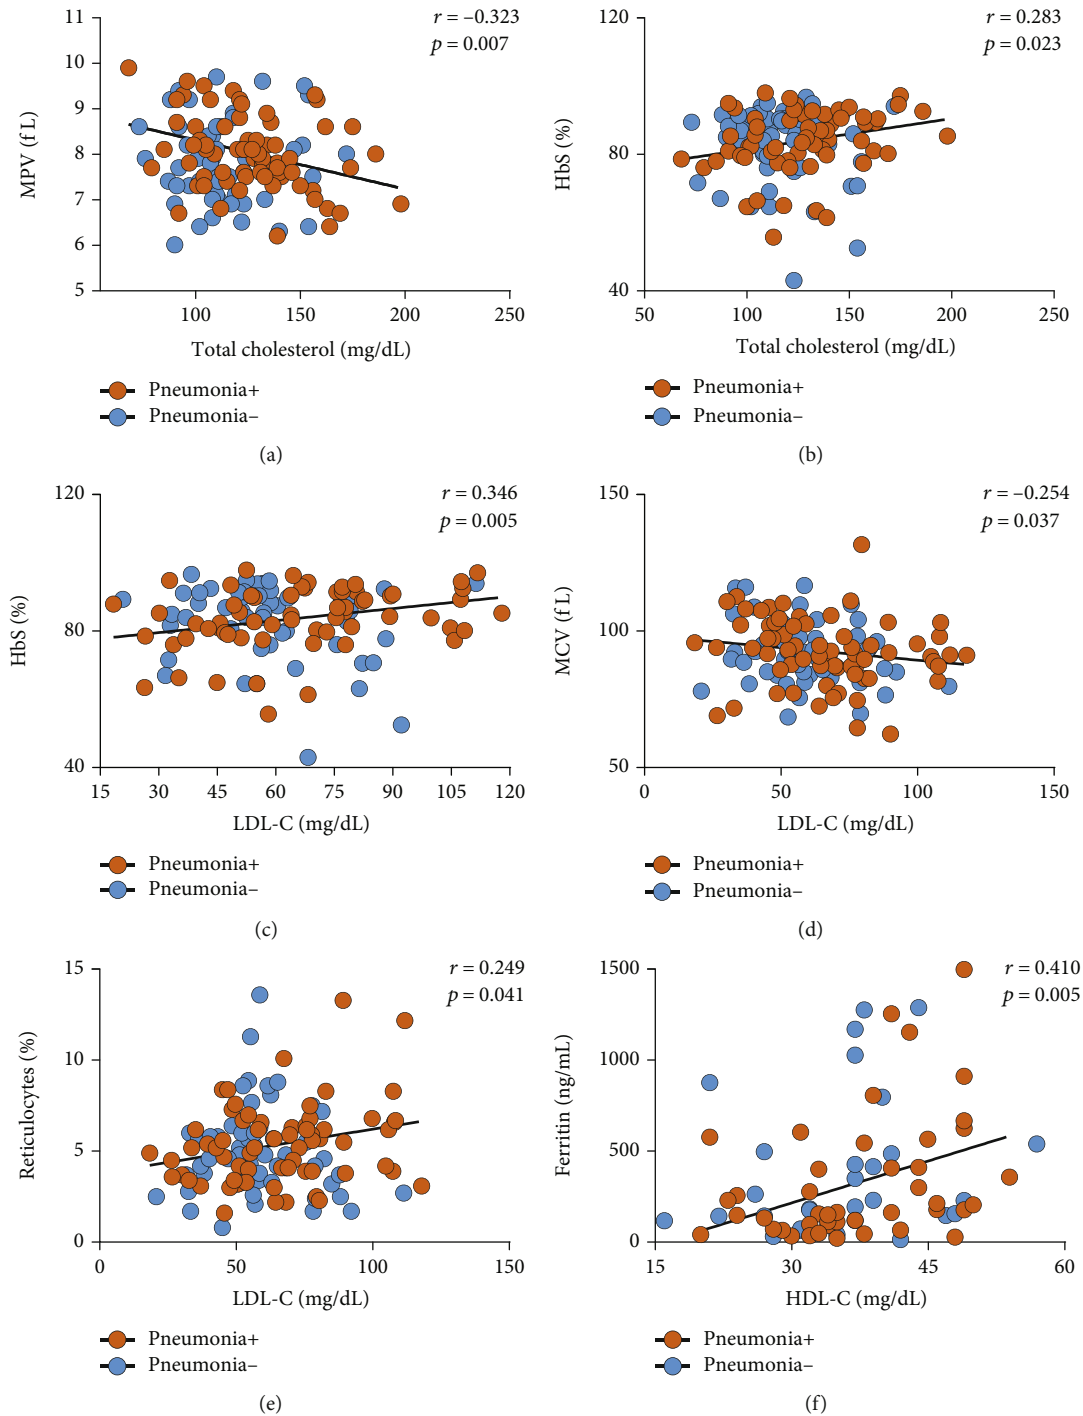 11
10
9
8
7
6
5
MPV (f L)
r = –0.323
p = 0.007
100
150
200
250
Total cholesterol (mg/dL)
Pneumonia+
Pneumonia–
(a)
120
80
40
HbS (%)
r = 0.283
p = 0.023
50
100
150
200
250
Total cholesterol (mg/dL)
Pneumonia+
Pneumonia–
(b)
120
80
40
HbS (%)
r = 0.346
p = 0.005
15
30
45
60
75
90
105
120
LDL-C (mg/dL)
Pneumonia+
Pneumonia–
(c)
150
100
50
MCV (f L)
r = –0.254
p = 0.037
0
50
100
150
LDL-C (mg/dL)
Pneumonia+
Pneumonia–
(d)
15
10
5
0
Reticulocytes (%)
r = 0.249
p = 0.041
0
50
100
150
LDL-C (mg/dL)
Pneumonia+
Pneumonia–
(e)
1500
1000
500
0
Ferritin (ng/mL)
r = 0.410
p = 0.005
15
30
45
60
HDL-C (mg/dL)
Pneumonia+
Pneumonia–
(f)